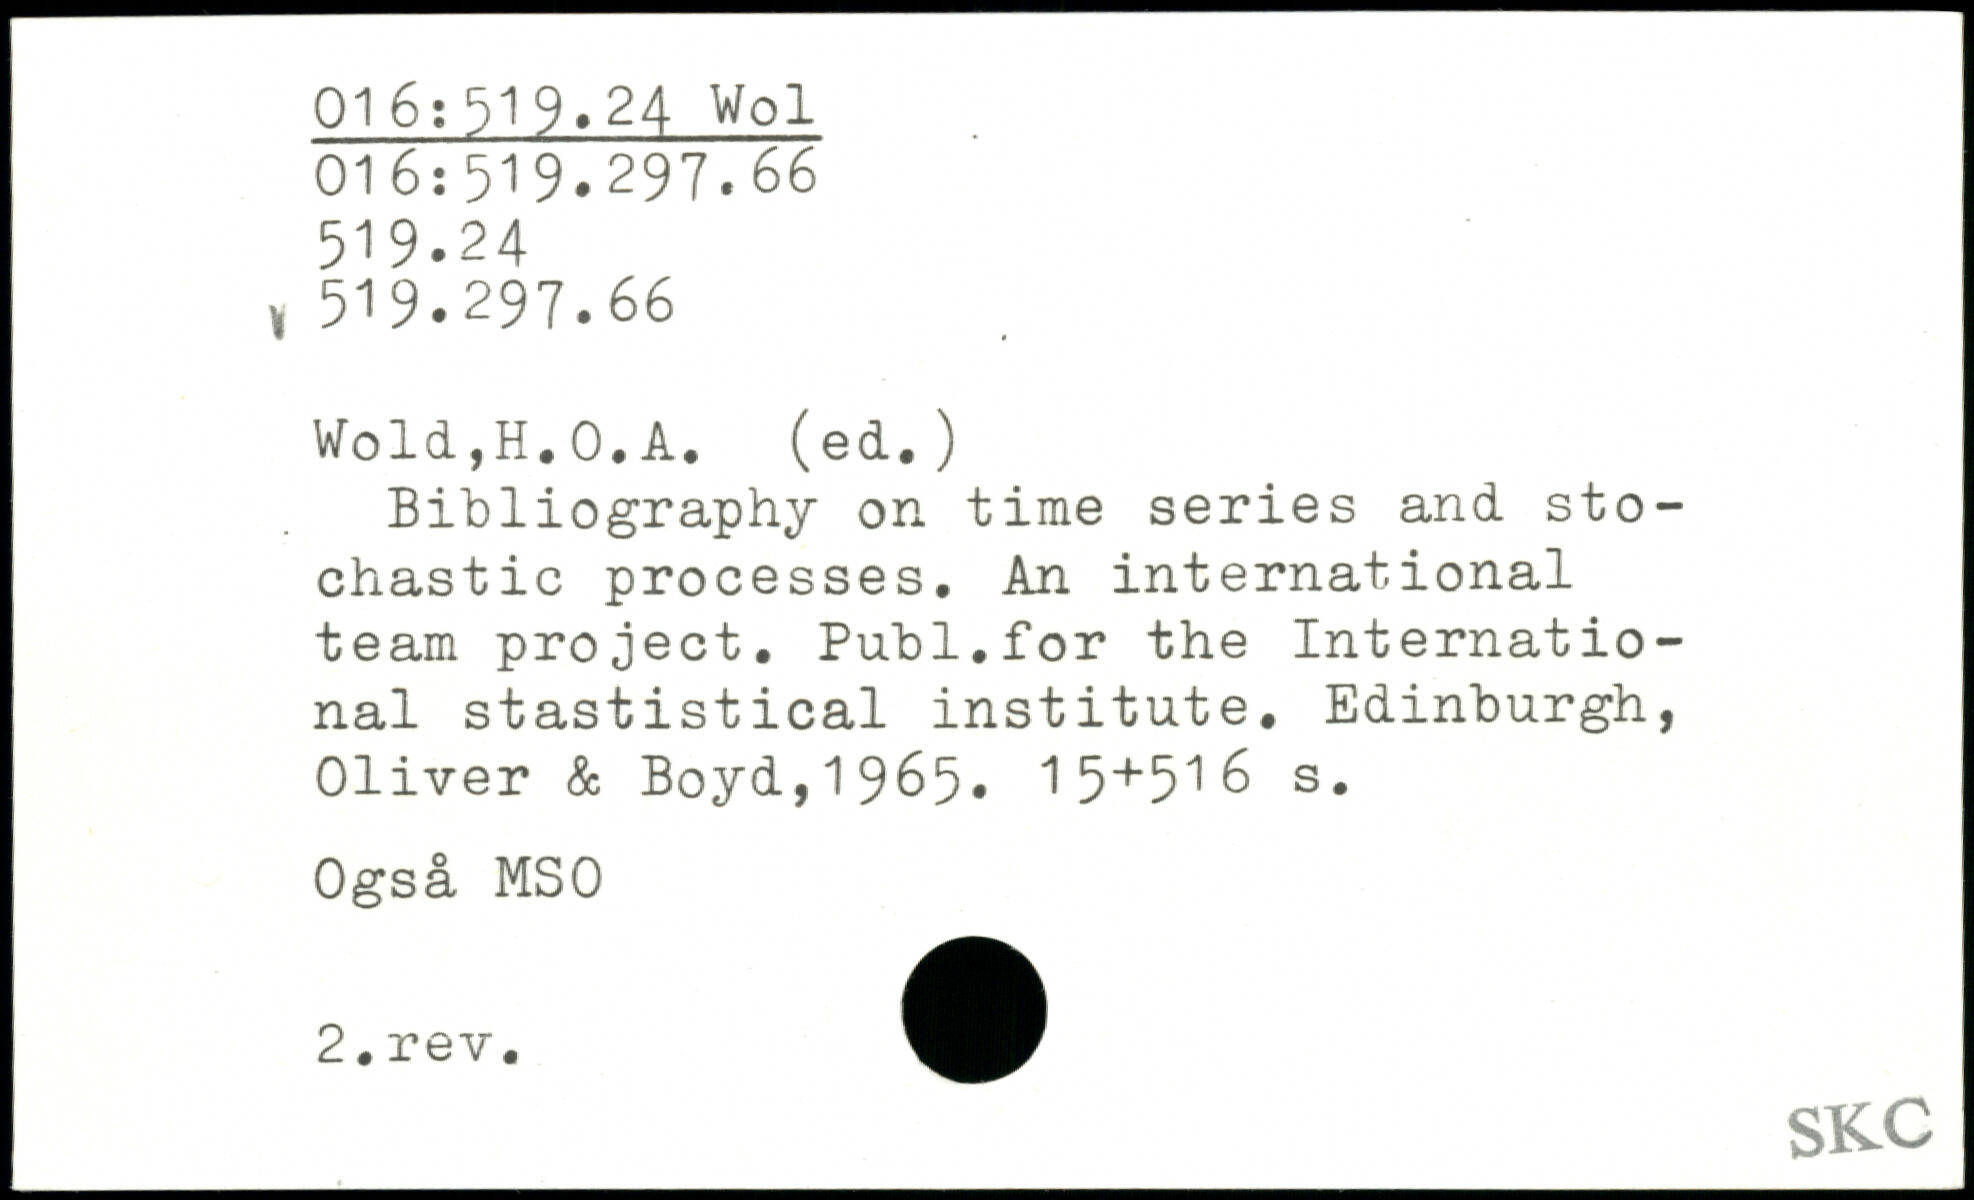 016:519.24 Wol
016:519.297.66
519.24
v 519.297.66
Wold,H.O.A. (ed.)
Bibliography on time series and sto-
chastic processes. An international
team project. Publ.for the Internatio-
nal stastistical institute. Edinburgh,
Oliver & Boyd,1965. 15+516 s.
Også MSO
2.rev.
SKC